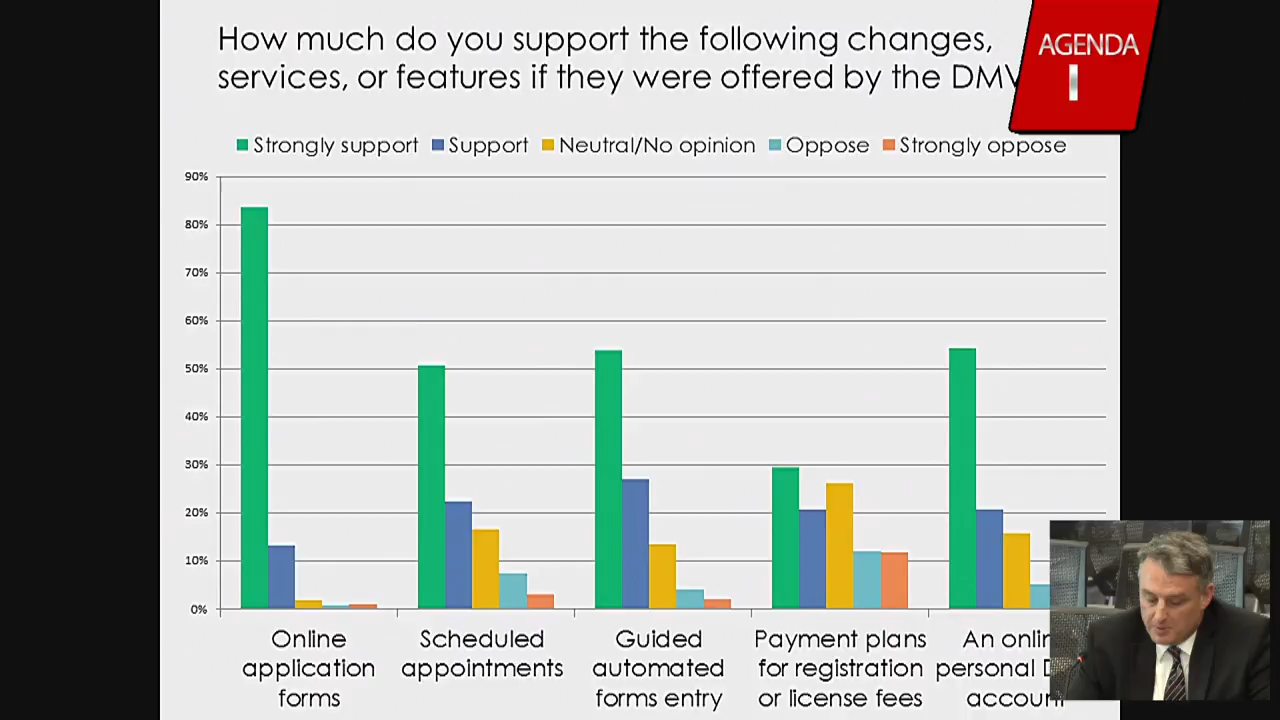 How much do you support the following changes,
services, or features if they were offered by the
AGENDA
I
Strongly support Support Neutral/No opinion Oppose Strongly oppose
90%
80%
70%
60%
50%
40%
30%
20%
10%
0%
Online
application
forms
Scheduled
appointments
Guided
automated
forms entry
Payment plans
for registration
or license fees
An
personal